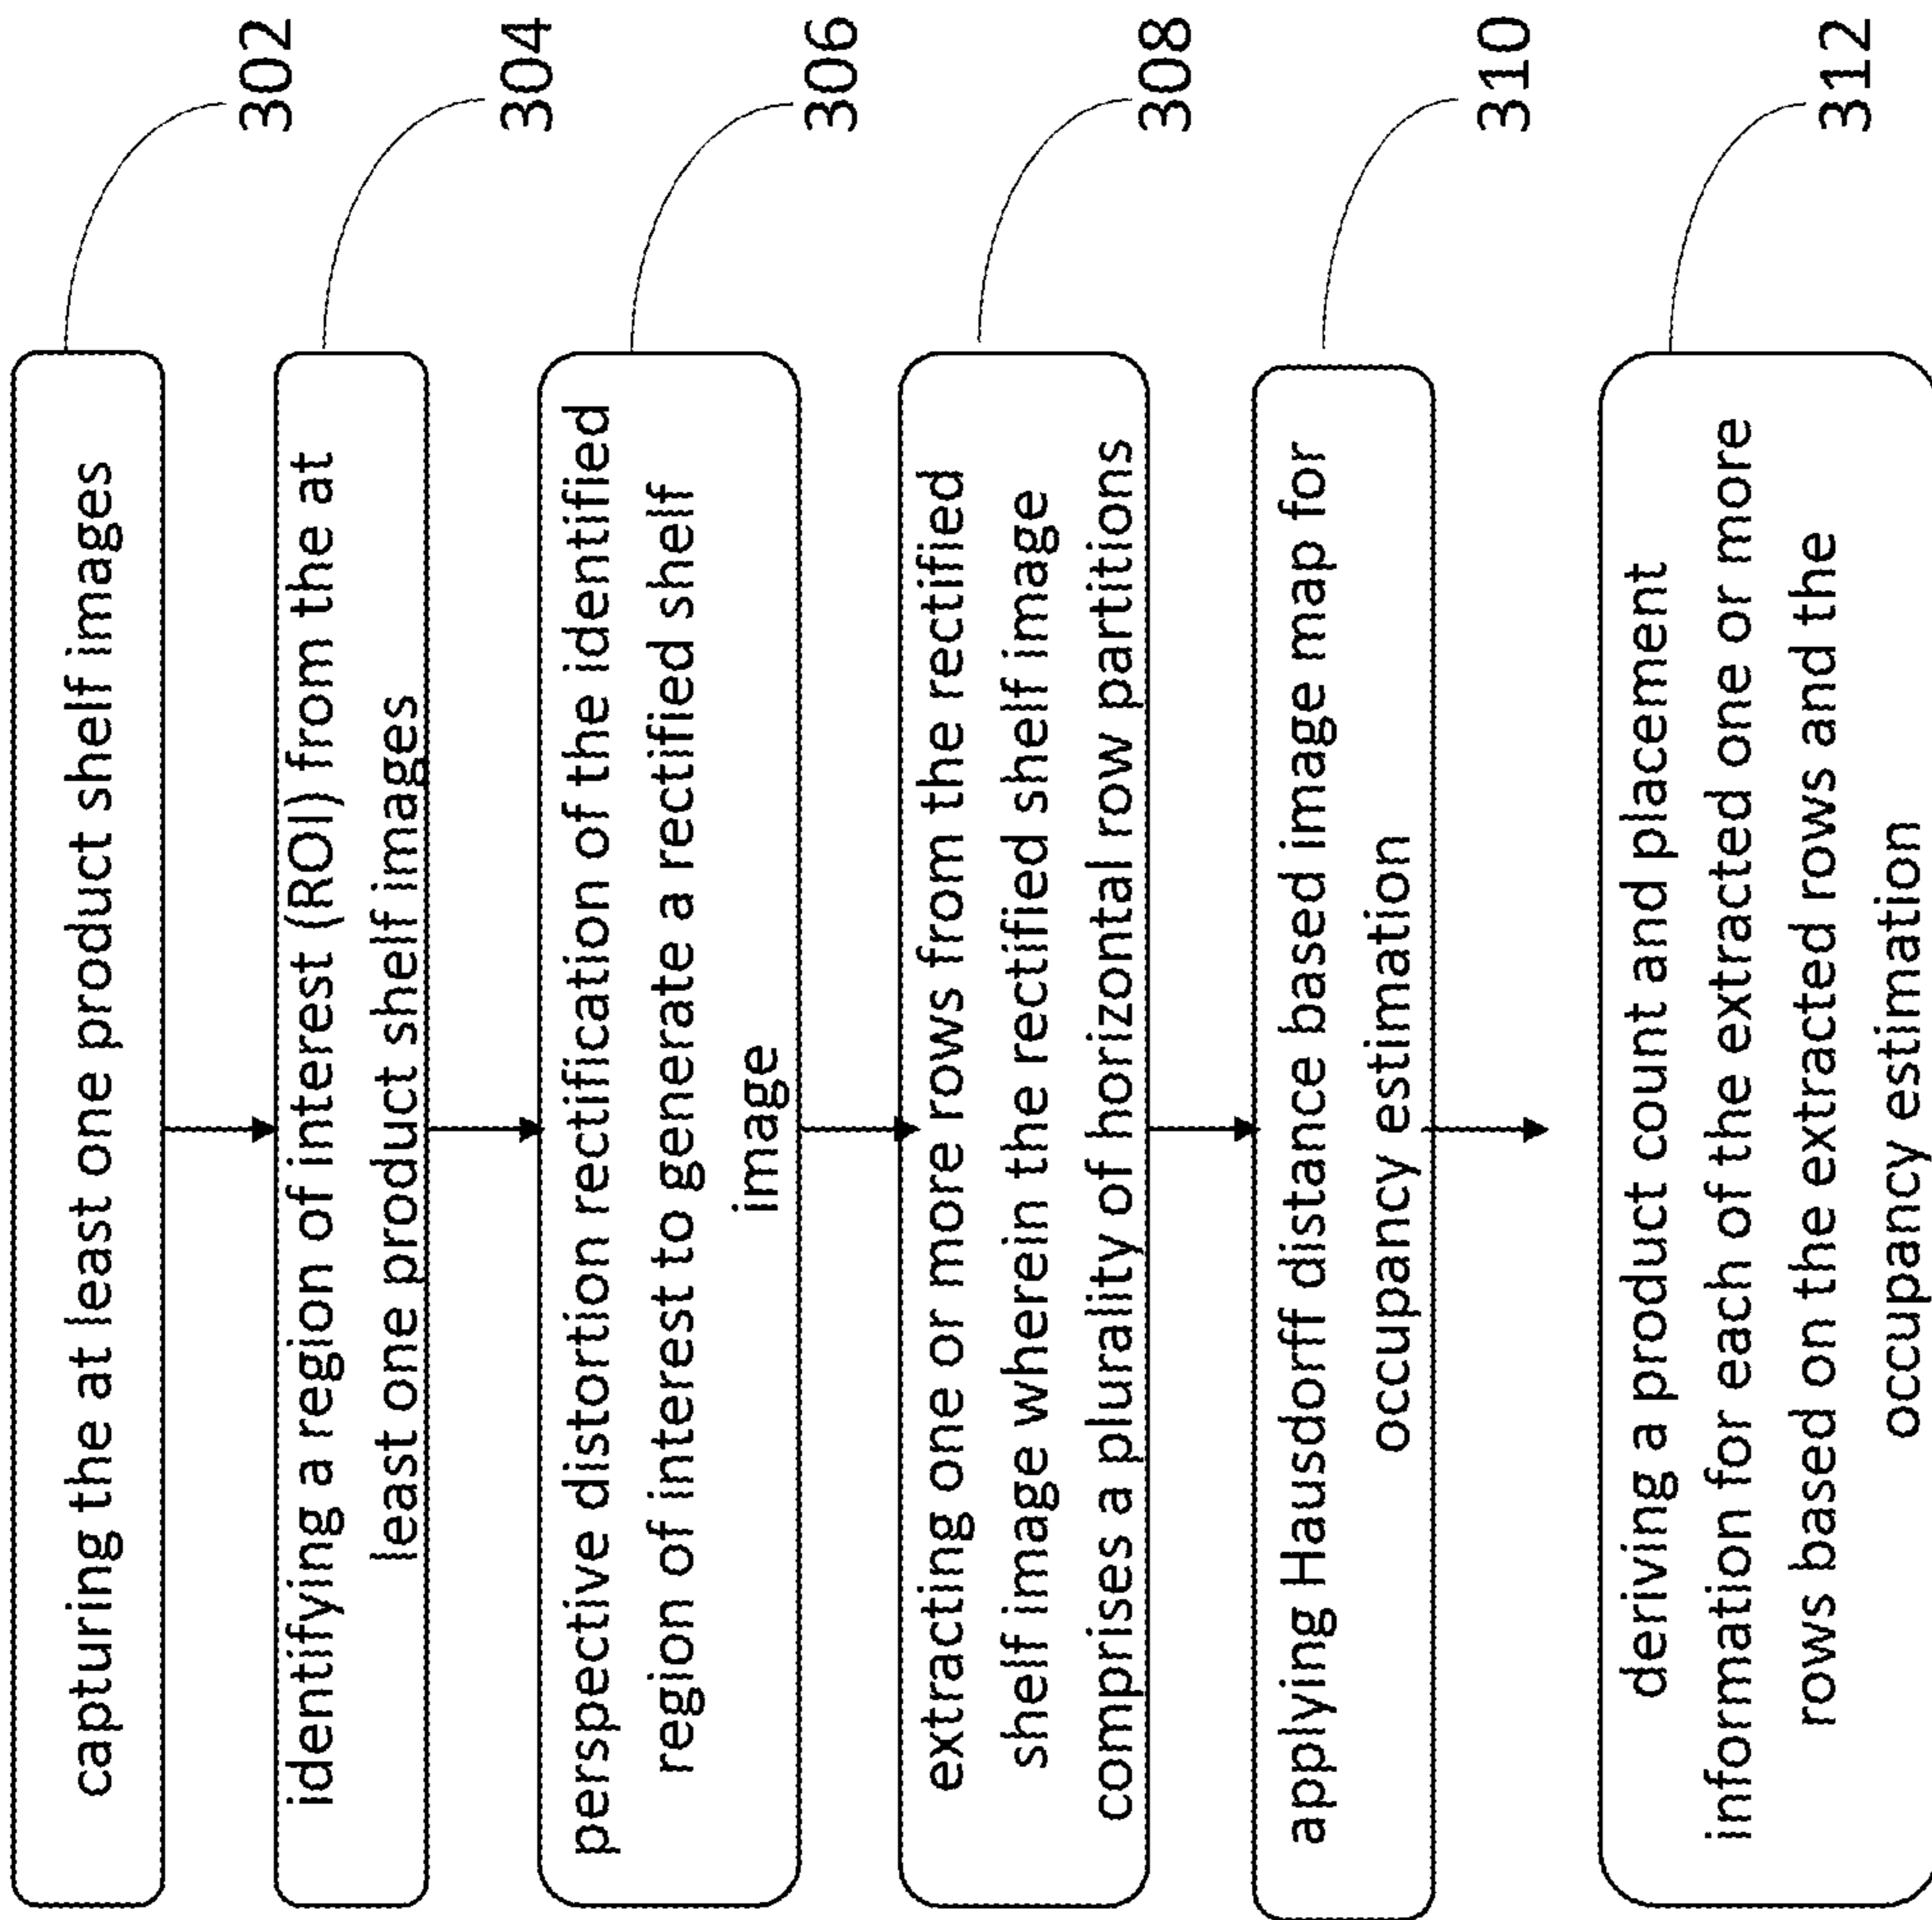 capturing the at least one product shelf images
302
identifying a region of interest (ROI) from the at
least one product shelf images
304
perspective distortion rectification of the identified
region of interest to generate a rectified shelf
image
306
extracting one or more rows from the rectified
shelf image wherein the rectified shelf image
comprises a plurality of horizontal row partitions
308
applying Hausdorff distance based image map for
occupancy estimation
310
deriving a product count and placement
information for each of the extracted one or more
rows based on the extracted rows and the
occupancy estimation
312